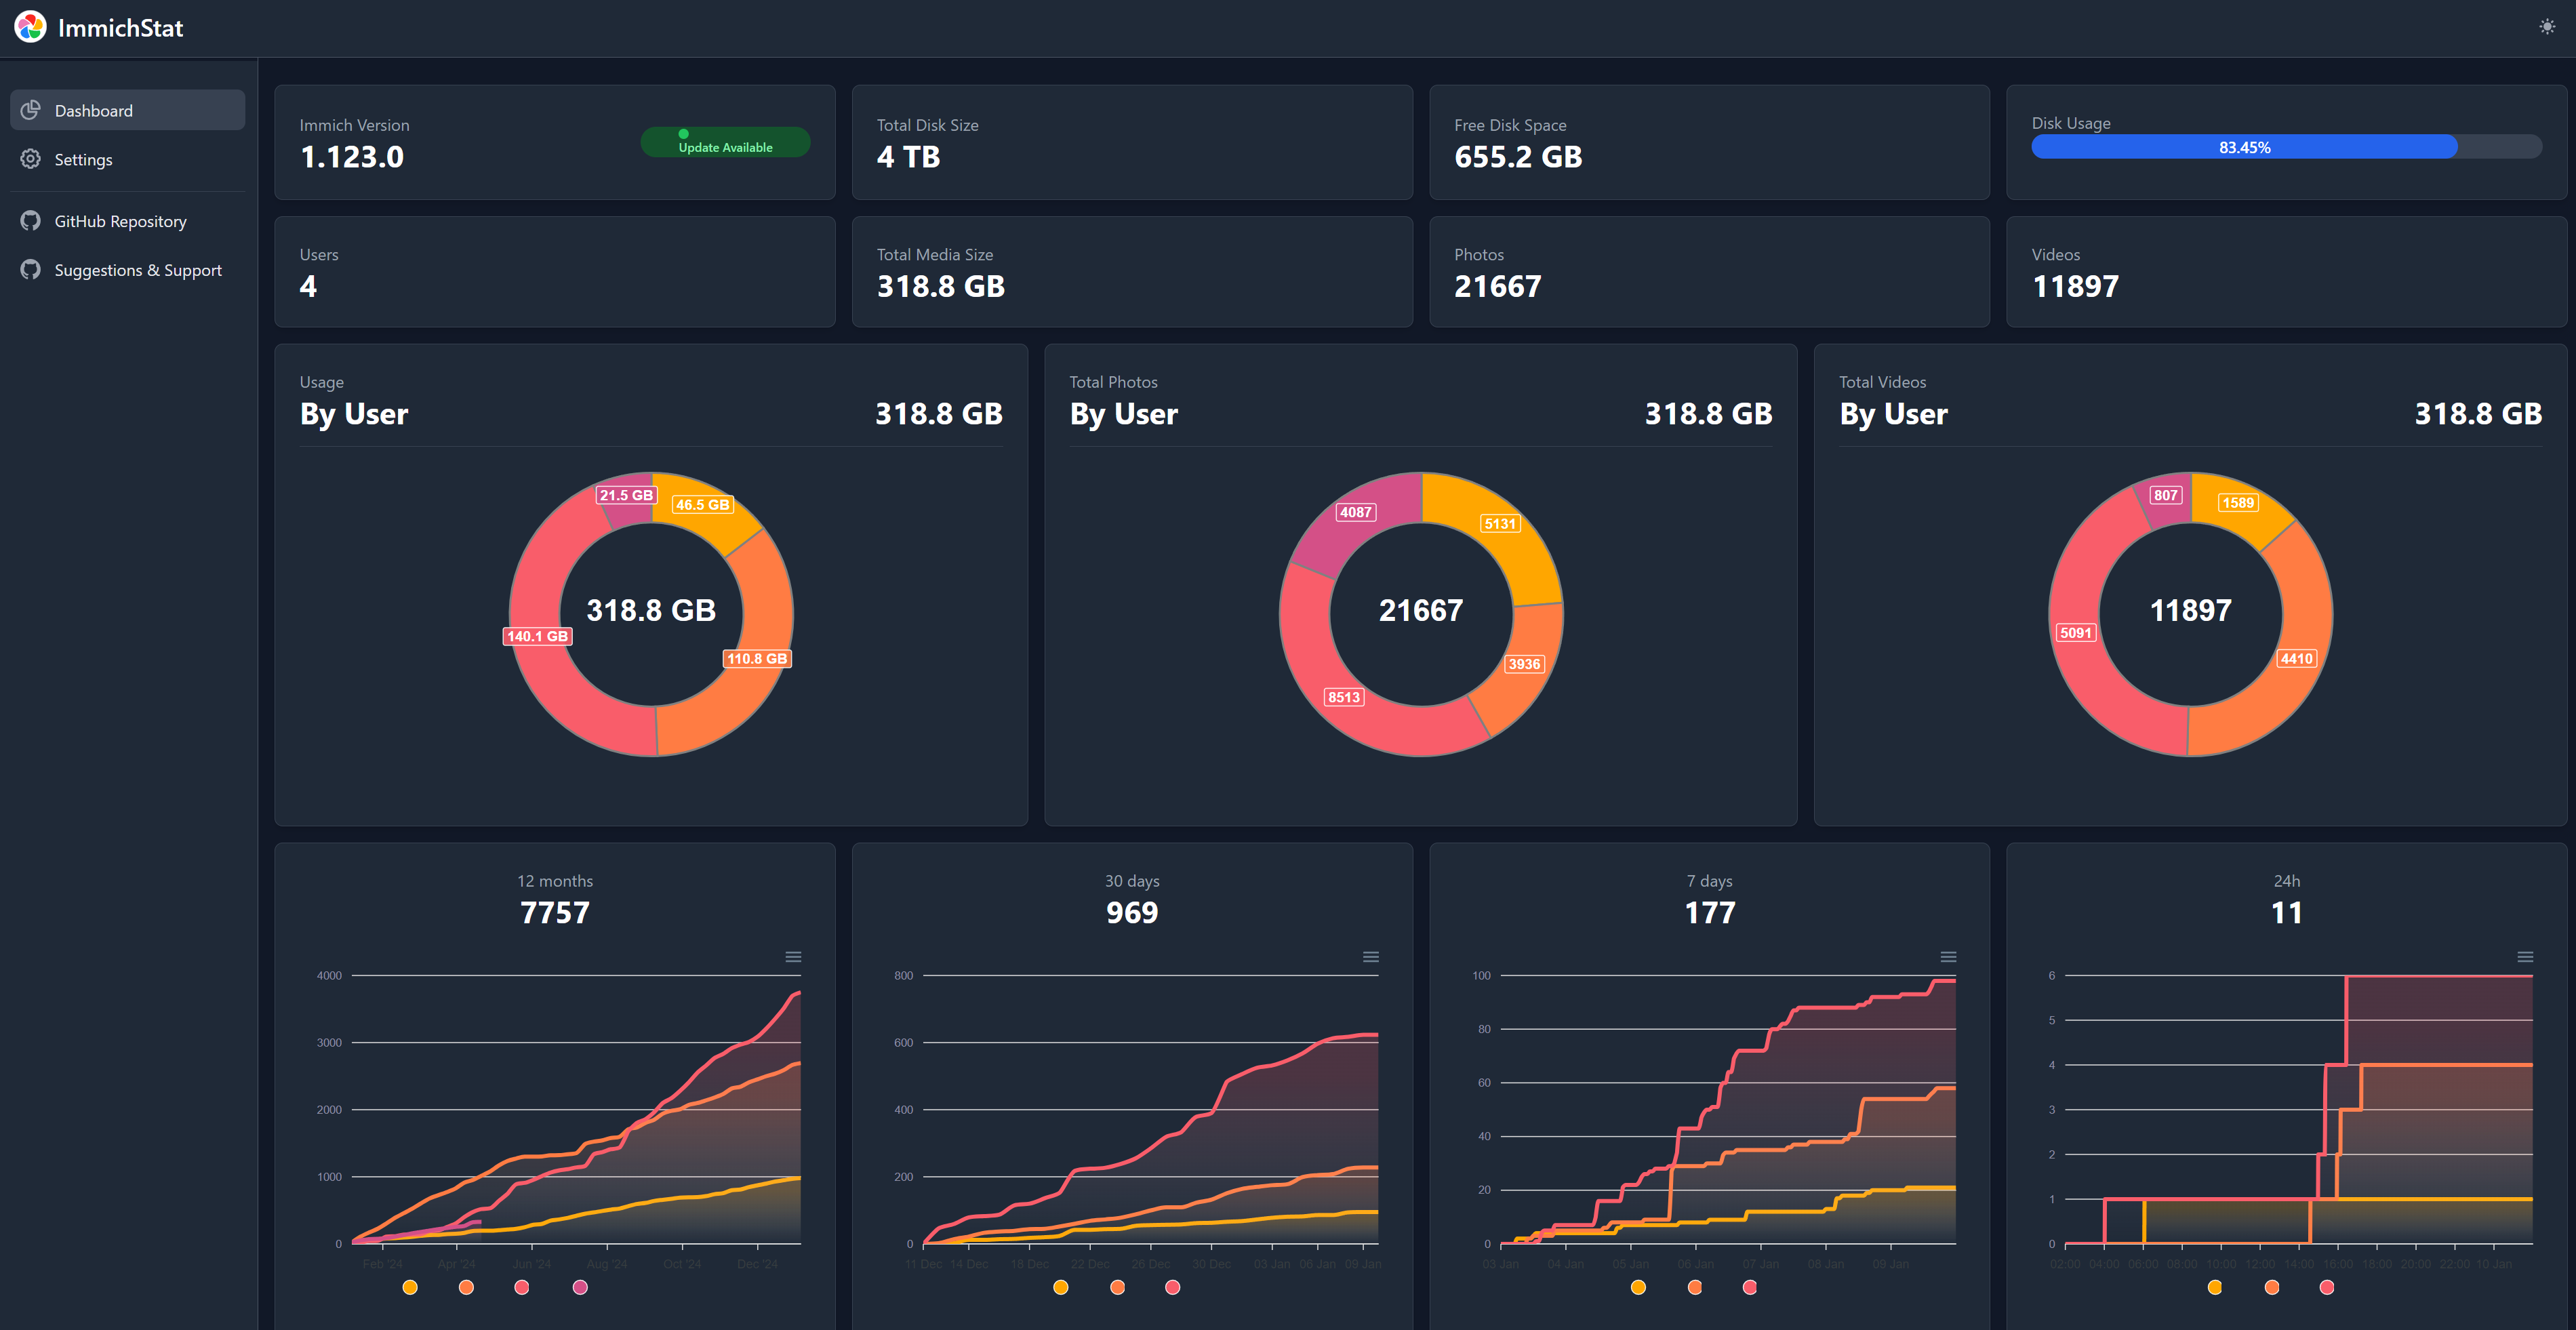 ImmichStat
Dashboard
Settings
GitHub Repository
Suggestions & Support
Immich Version
1.123.0
Update Available
Total Disk Size
4 TB
Free Disk Space
655.2 GB
Disk Usage
83.45%
Users
4
Total Media Size
318.8 GB
Photos
21667
Videos
11897
Usage
By User
318.8 GB
21.5 GB
46.5 GB
318.8 GB
140.1 GB
110.8 GB
Total Photos
By User
318.8 GB
4087
5131
21667
3936
8513
Total Videos
By User
318.8 GB
807
1589
11897
5091
4410
12 months
7757
4000
3000
2000
1000
0
Feb '24 Apr '24 Jun '24 Aug '24 Oct '24 Dec '24
30 days
969
800
600
400
200
0
11 Dec 14 Dec 18 Dec 22 Dec 26 Dec 30 Dec 03 Jan 06 Jan 09 Jan
7 days
177
100
80
60
40
20
0
03 Jan 04 Jan 05 Jan 06 Jan 07 Jan 08 Jan 09 Jan
24h
11
6
5
4
3
2
1
0
02:00 04:00 06:00 08:00 10:00 12:00 14:00 16:00 18:00 20:00 22:00 10 Jan